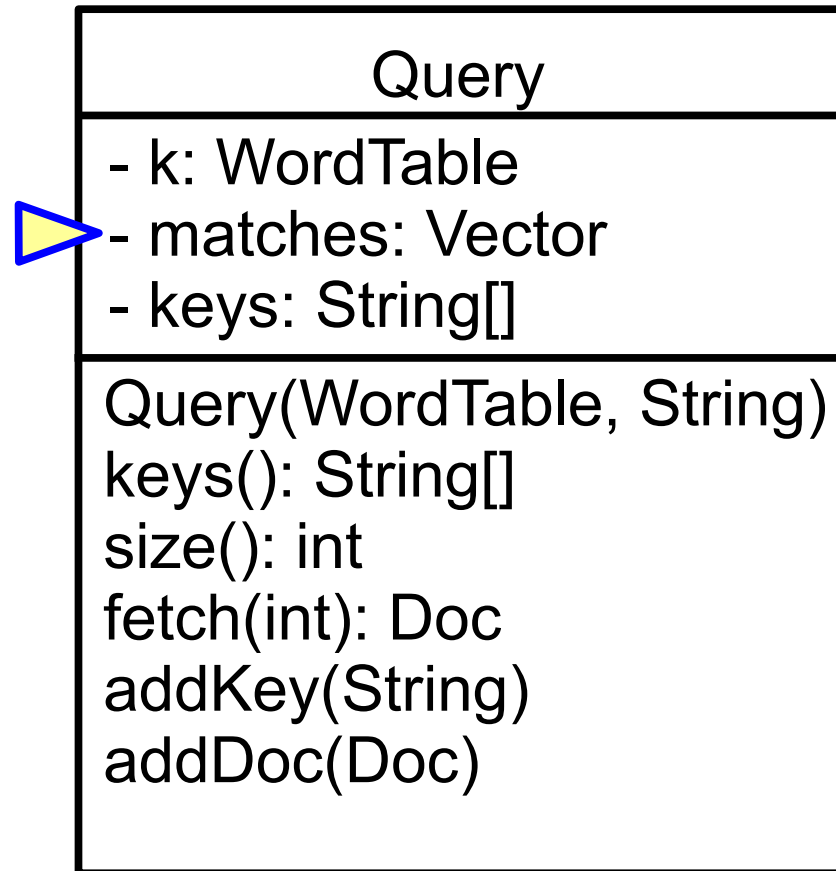 Query
- k: WordTable
- matches: Vector
- keys: String[]
Query(WordTable, String)
keys(): String[]
size(): int
fetch(int): Doc
addKey(String)
addDoc(Doc)